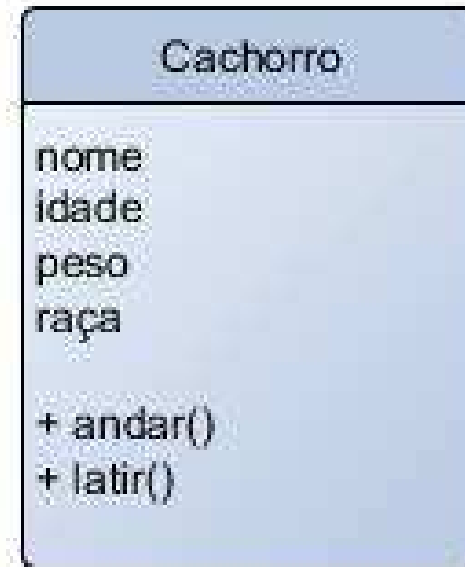 Cachorro
nome
idade
peso
raça
+ andar()
+ latir()